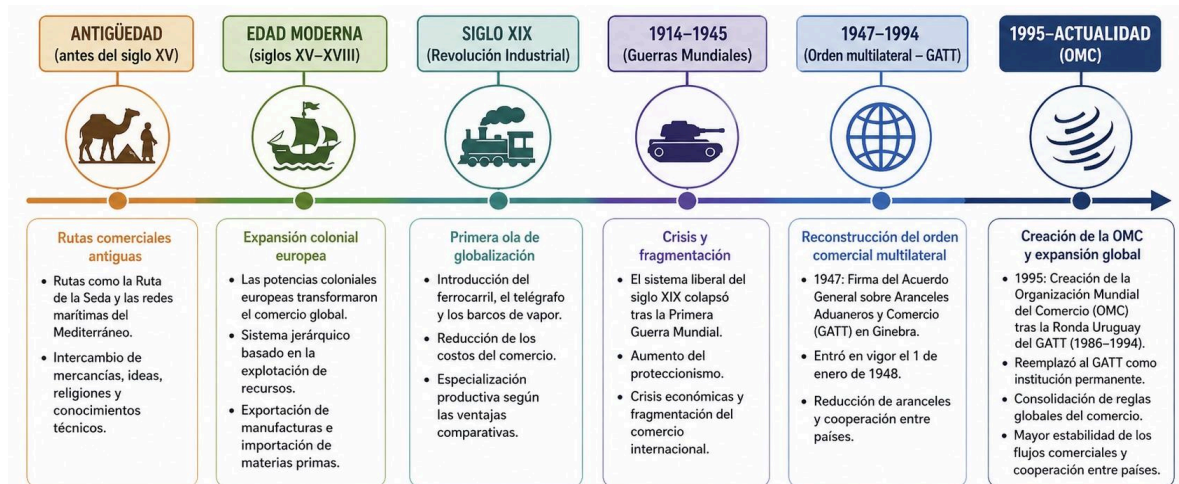 ANTIGÜEDAD
(antes del siglo XV)
EDAD MODERNA
(siglos XV–XVIII)
SIGLO XIX
(Revolución Industrial)
1914–1945
(Guerras Mundiales)
1947–1994
(Orden multilateral – GATT)
1995–ACTUALIDAD
(OMC)
Rutas comerciales
antiguas
• Rutas como la Ruta
de la Seda y las redes
marítimas del
Mediterráneo.
• Intercambio de
mercancías, ideas,
religiones y
conocimientos
técnicos.
Expansión colonial
europea
• Las potencias coloniales
europeas transformaron
el comercio global.
• Sistema jerárquico
basado en la
explotación de
recursos.
• Exportación de
manufacturas e
importación de
materias primas.
Primera ola de
globalización
• Introducción del
ferrocarril, el telégrafo
y los barcos de vapor.
• Reducción de los
costos del comercio.
• Especialización
productiva según
las ventajas
comparativas.
Crisis y
fragmentación
• El sistema liberal del
siglo XIX colapsó
tras la Primera
Guerra Mundial.
• Aumento del
proteccionismo.
• Crisis económicas y
fragmentación del
comercio
internacional.
Reconstrucción del orden
comercial multilateral
• 1947: Firma del Acuerdo
General sobre Aranceles
Aduaneros y Comercio
(GATT) en Ginebra.
• Entró en vigor el 1 de
enero de 1948.
• Reducción de aranceles
y cooperación entre
países.
Creación de la OMC
y expansión global
• 1995: Creación de la
Organización Mundial
del Comercio (OMC)
tras la Ronda Uruguay
del GATT (1986–1994).
• Reemplazó al GATT como
institución permanente.
• Consolidación de reglas
globales del comercio.
• Mayor estabilidad de los
flujos comerciales y
cooperación entre países.